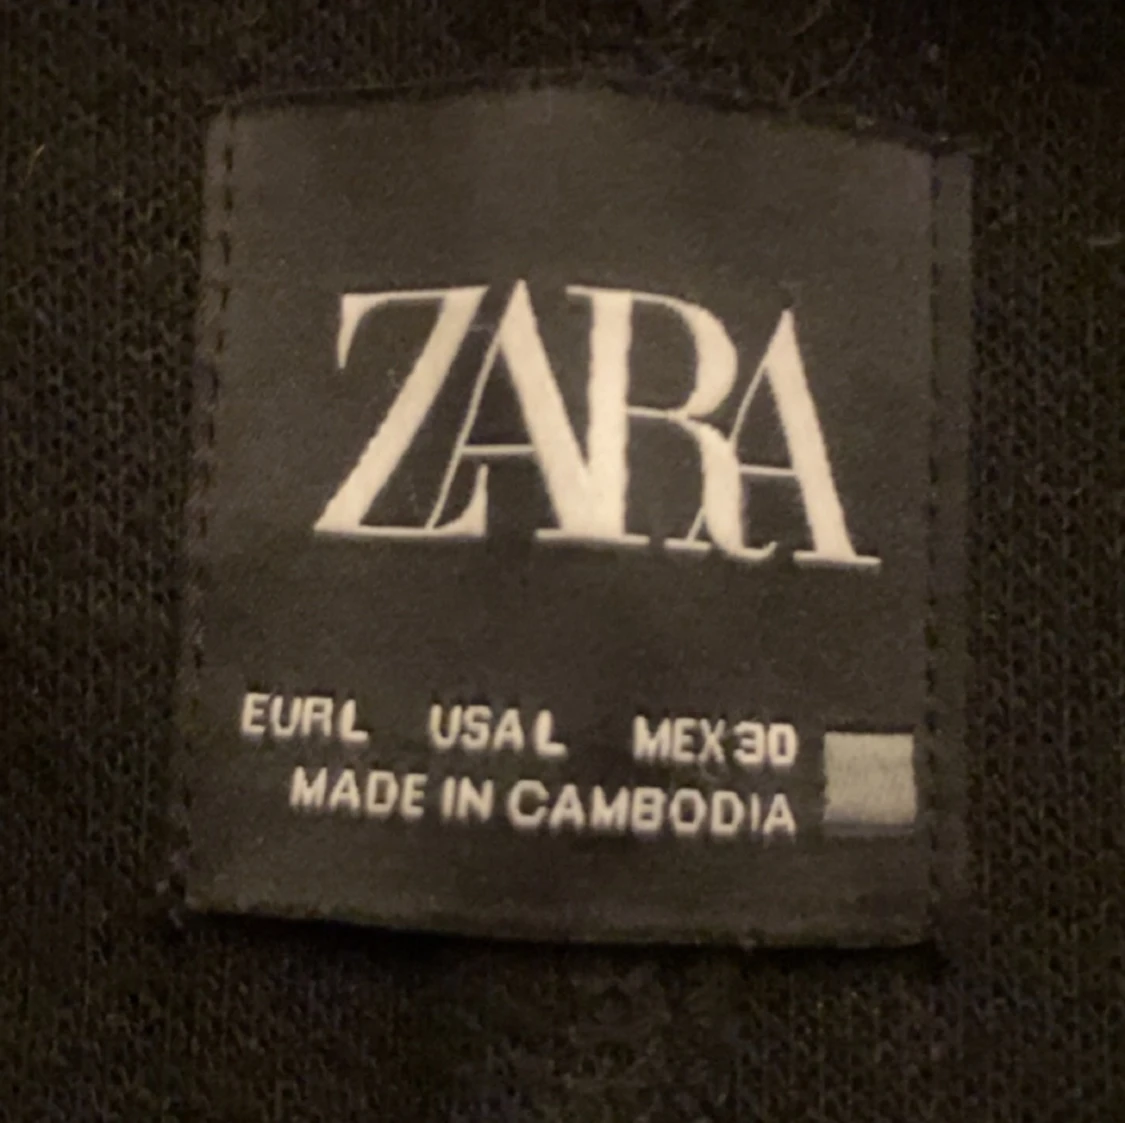 ZARA
EUR L USA L MEX 30
MADE IN CAMBODIA